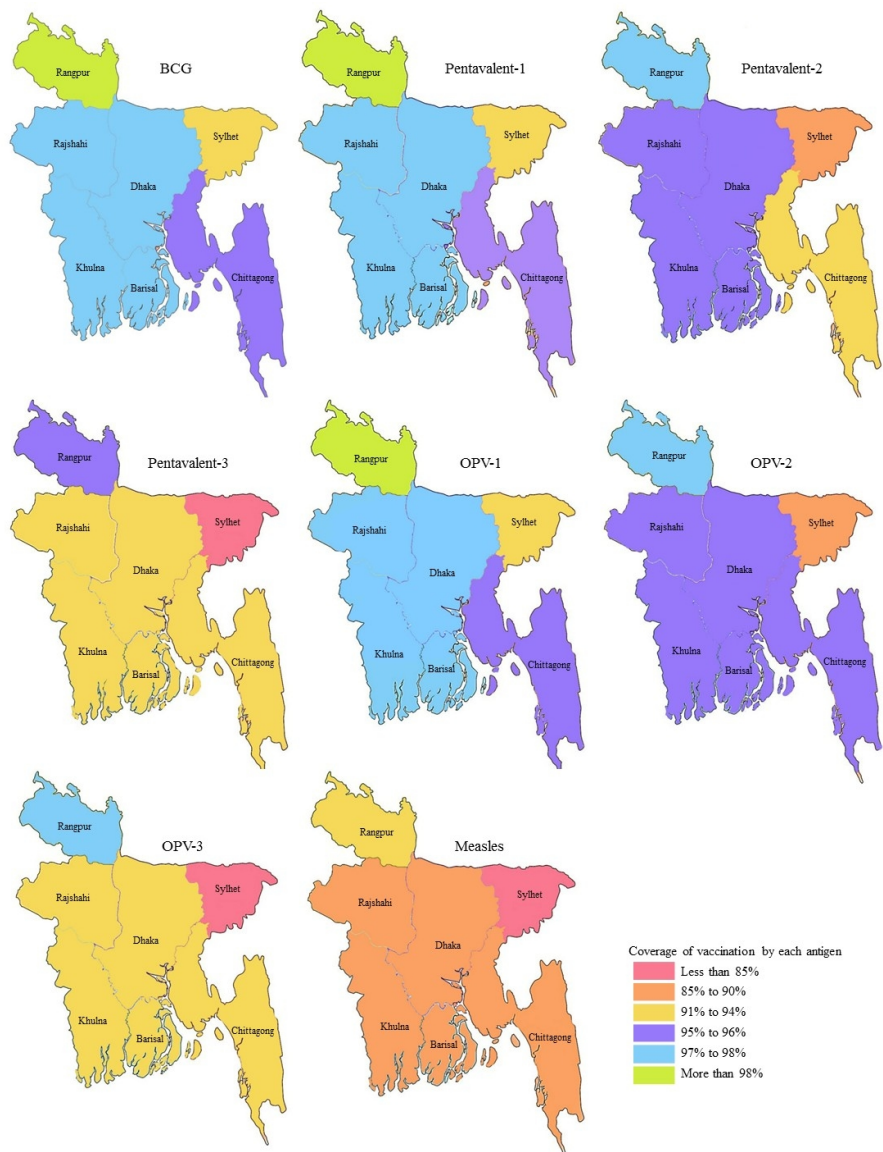 BCG
Rangpur
Rajshahi
Dhaka
Sylhet
Khulna
Barisal
Chittagong
Pentavalent-1
Rangpur
Rajshahi
Dhaka
Sylhet
Khulna
Barisal
Chittagong
Pentavalent-2
Rangpur
Rajshahi
Dhaka
Sylhet
Khulna
Barisal
Chittagong
Pentavalent-3
Rangpur
Rajshahi
Dhaka
Sylhet
Khulna
Barisal
Chittagong
OPV-1
Rangpur
Rajshahi
Dhaka
Sylhet
Khulna
Barisal
Chittagong
OPV-2
Rangpur
Rajshahi
Dhaka
Sylhet
Khulna
Barisal
Chittagong
OPV-3
Rangpur
Rajshahi
Dhaka
Sylhet
Khulna
Barisal
Chittagong
Measles
Rangpur
Rajshahi
Dhaka
Sylhet
Khulna
Barisal
Chittagong
Coverage of vaccination by each antigen
Less than 85%
85% to 90%
91% to 94%
95% to 96%
97% to 98%
More than 98%